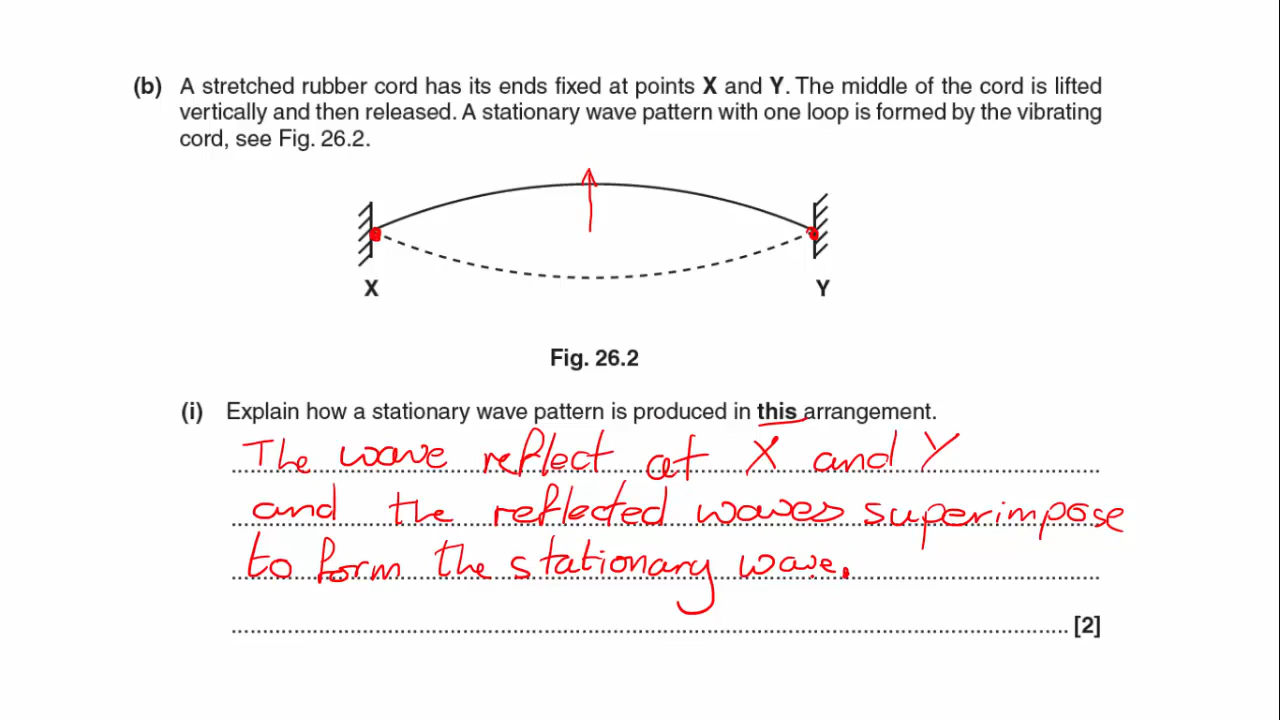 (b) A stretched rubber cord has its ends fixed at points X and Y. The middle of the cord is lifted
vertically and then released. A stationary wave pattern with one loop is formed by the vibrating
cord, see Fig. 26.2.
X
Y
Fig. 26.2
(i) Explain how a stationary wave pattern is produced in this arrangement.
The wave reflect at X and Y
and the reflected waves superimpose
to form the stationary wave.
[2]